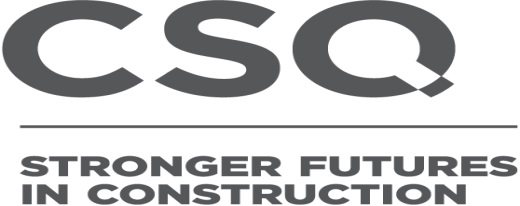 CSQ
STRONGER FUTURES
IN CONSTRUCTION